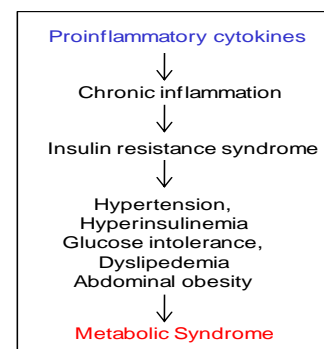 Proinflammatory cytokines
Chronic inflammation
Insulin resistance syndrome
Hypertension,
Hyperinsulinemia
Glucose intolerance,
Dyslipedemia
Abdominal obesity
Metabolic Syndrome